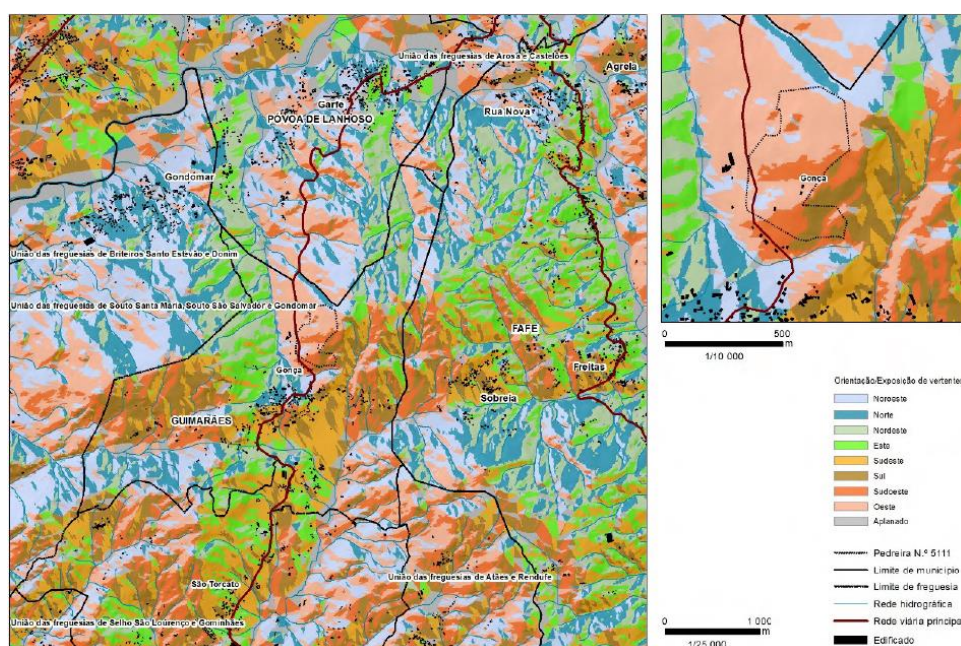 União das freguesias de Arosa e Castelões
Agrela
Garfe
PÓVOA DE LANHOSO
Rua Nova
Gondomar
União das freguesias de Briteiros Santo Estêvão e Donim
União das freguesias de Souto Santa Maria, Souto São Salvador e Gondomar
FAFE
Gonça
Freitas
Sobreia
GUIMARÃES
São Torcato
União das freguesias de Atães e Rendufe
União das freguesias de Selho São Lourenço e Gominhães
Gonça
0 500
m
1/10 000
Orientação/Exposição de vertentes
Noroeste
Norte
Nordeste
Este
Sudeste
Sul
Sudoeste
Oeste
Aplanado
Pedreira N.º 5111
Limite de município
Limite de freguesia
Rede hidrográfica
Rede viária principal
Edificado
0 1 000
m
1/25 000